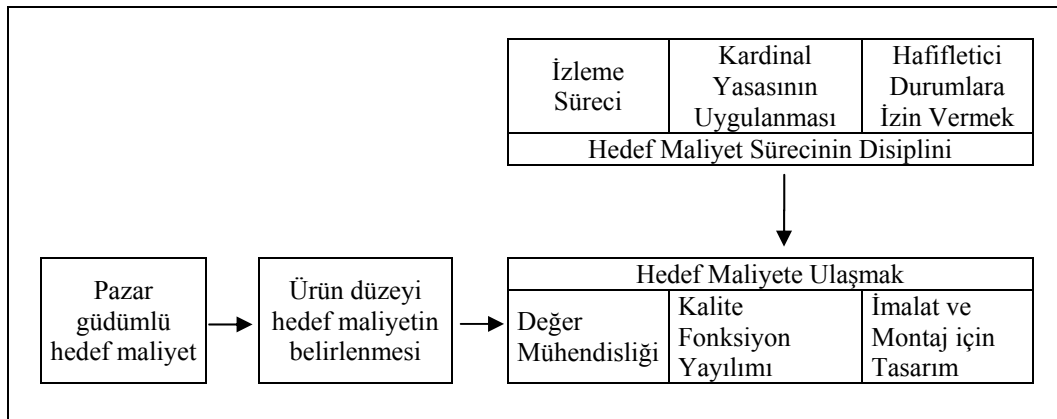 İzleme
Süreci
Kardinal
Yasasının
Uygulanması
Hafifletici
Durumlara
İzin Vermek
Hedef Maliyet Sürecinin Disiplini
Pazar
güdümlü
hedef maliyet
Ürün düzeyi
hedef maliyetin
belirlenmesi
Hedef Maliyete Ulaşmak
Değer
Mühendisliği
Kalite
Fonksiyon
Yayılımı
İmalat ve
Montaj için
Tasarım